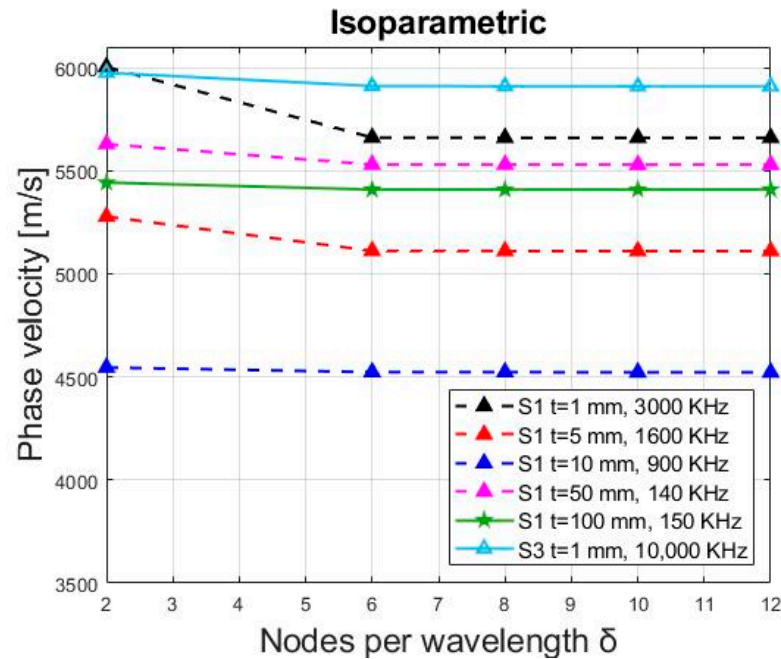 Isoparametric
Phase velocity [m/s]
6000
5500
5000
4500
4000
3500
S1 t=1 mm, 3000 KHz
S1 t=5 mm, 1600 KHz
S1 t=10 mm, 900 KHz
S1 t=50 mm, 140 KHz
S1 t=100 mm, 150 KHz
S3 t=1 mm, 10,000 KHz
2 3 4 5 6 7 8 9 10 11 12
Nodes per wavelength δ